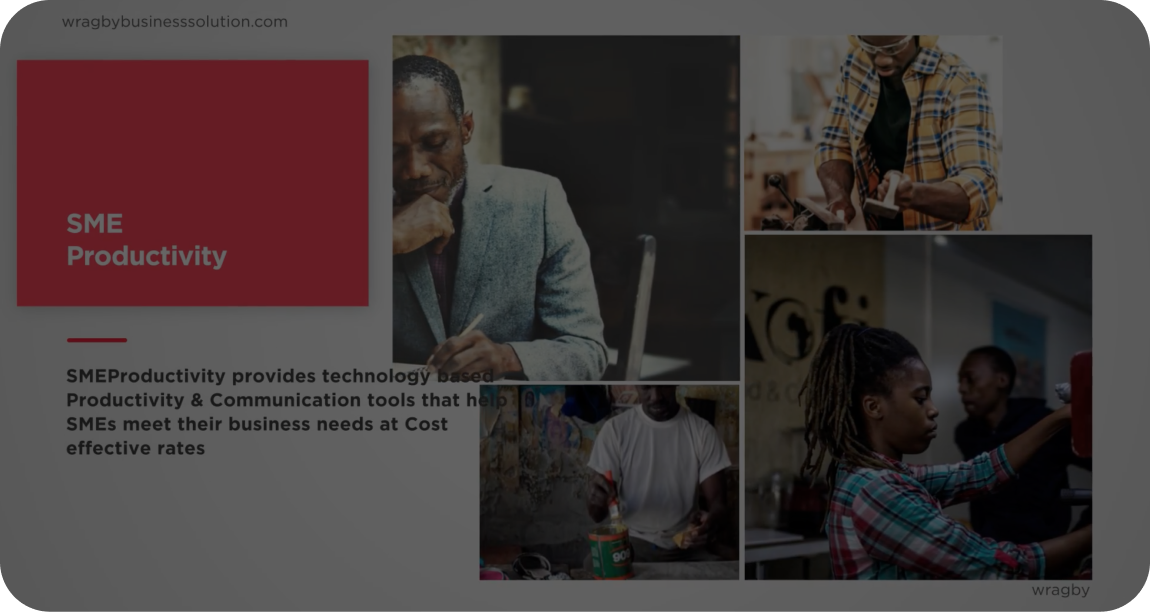 wragbybusinesssolution.com
SME
Productivity
SMEProductivity provides technology based
Productivity & Communication tools that help
SMEs meet their business needs at Cost
effective rates
wragby